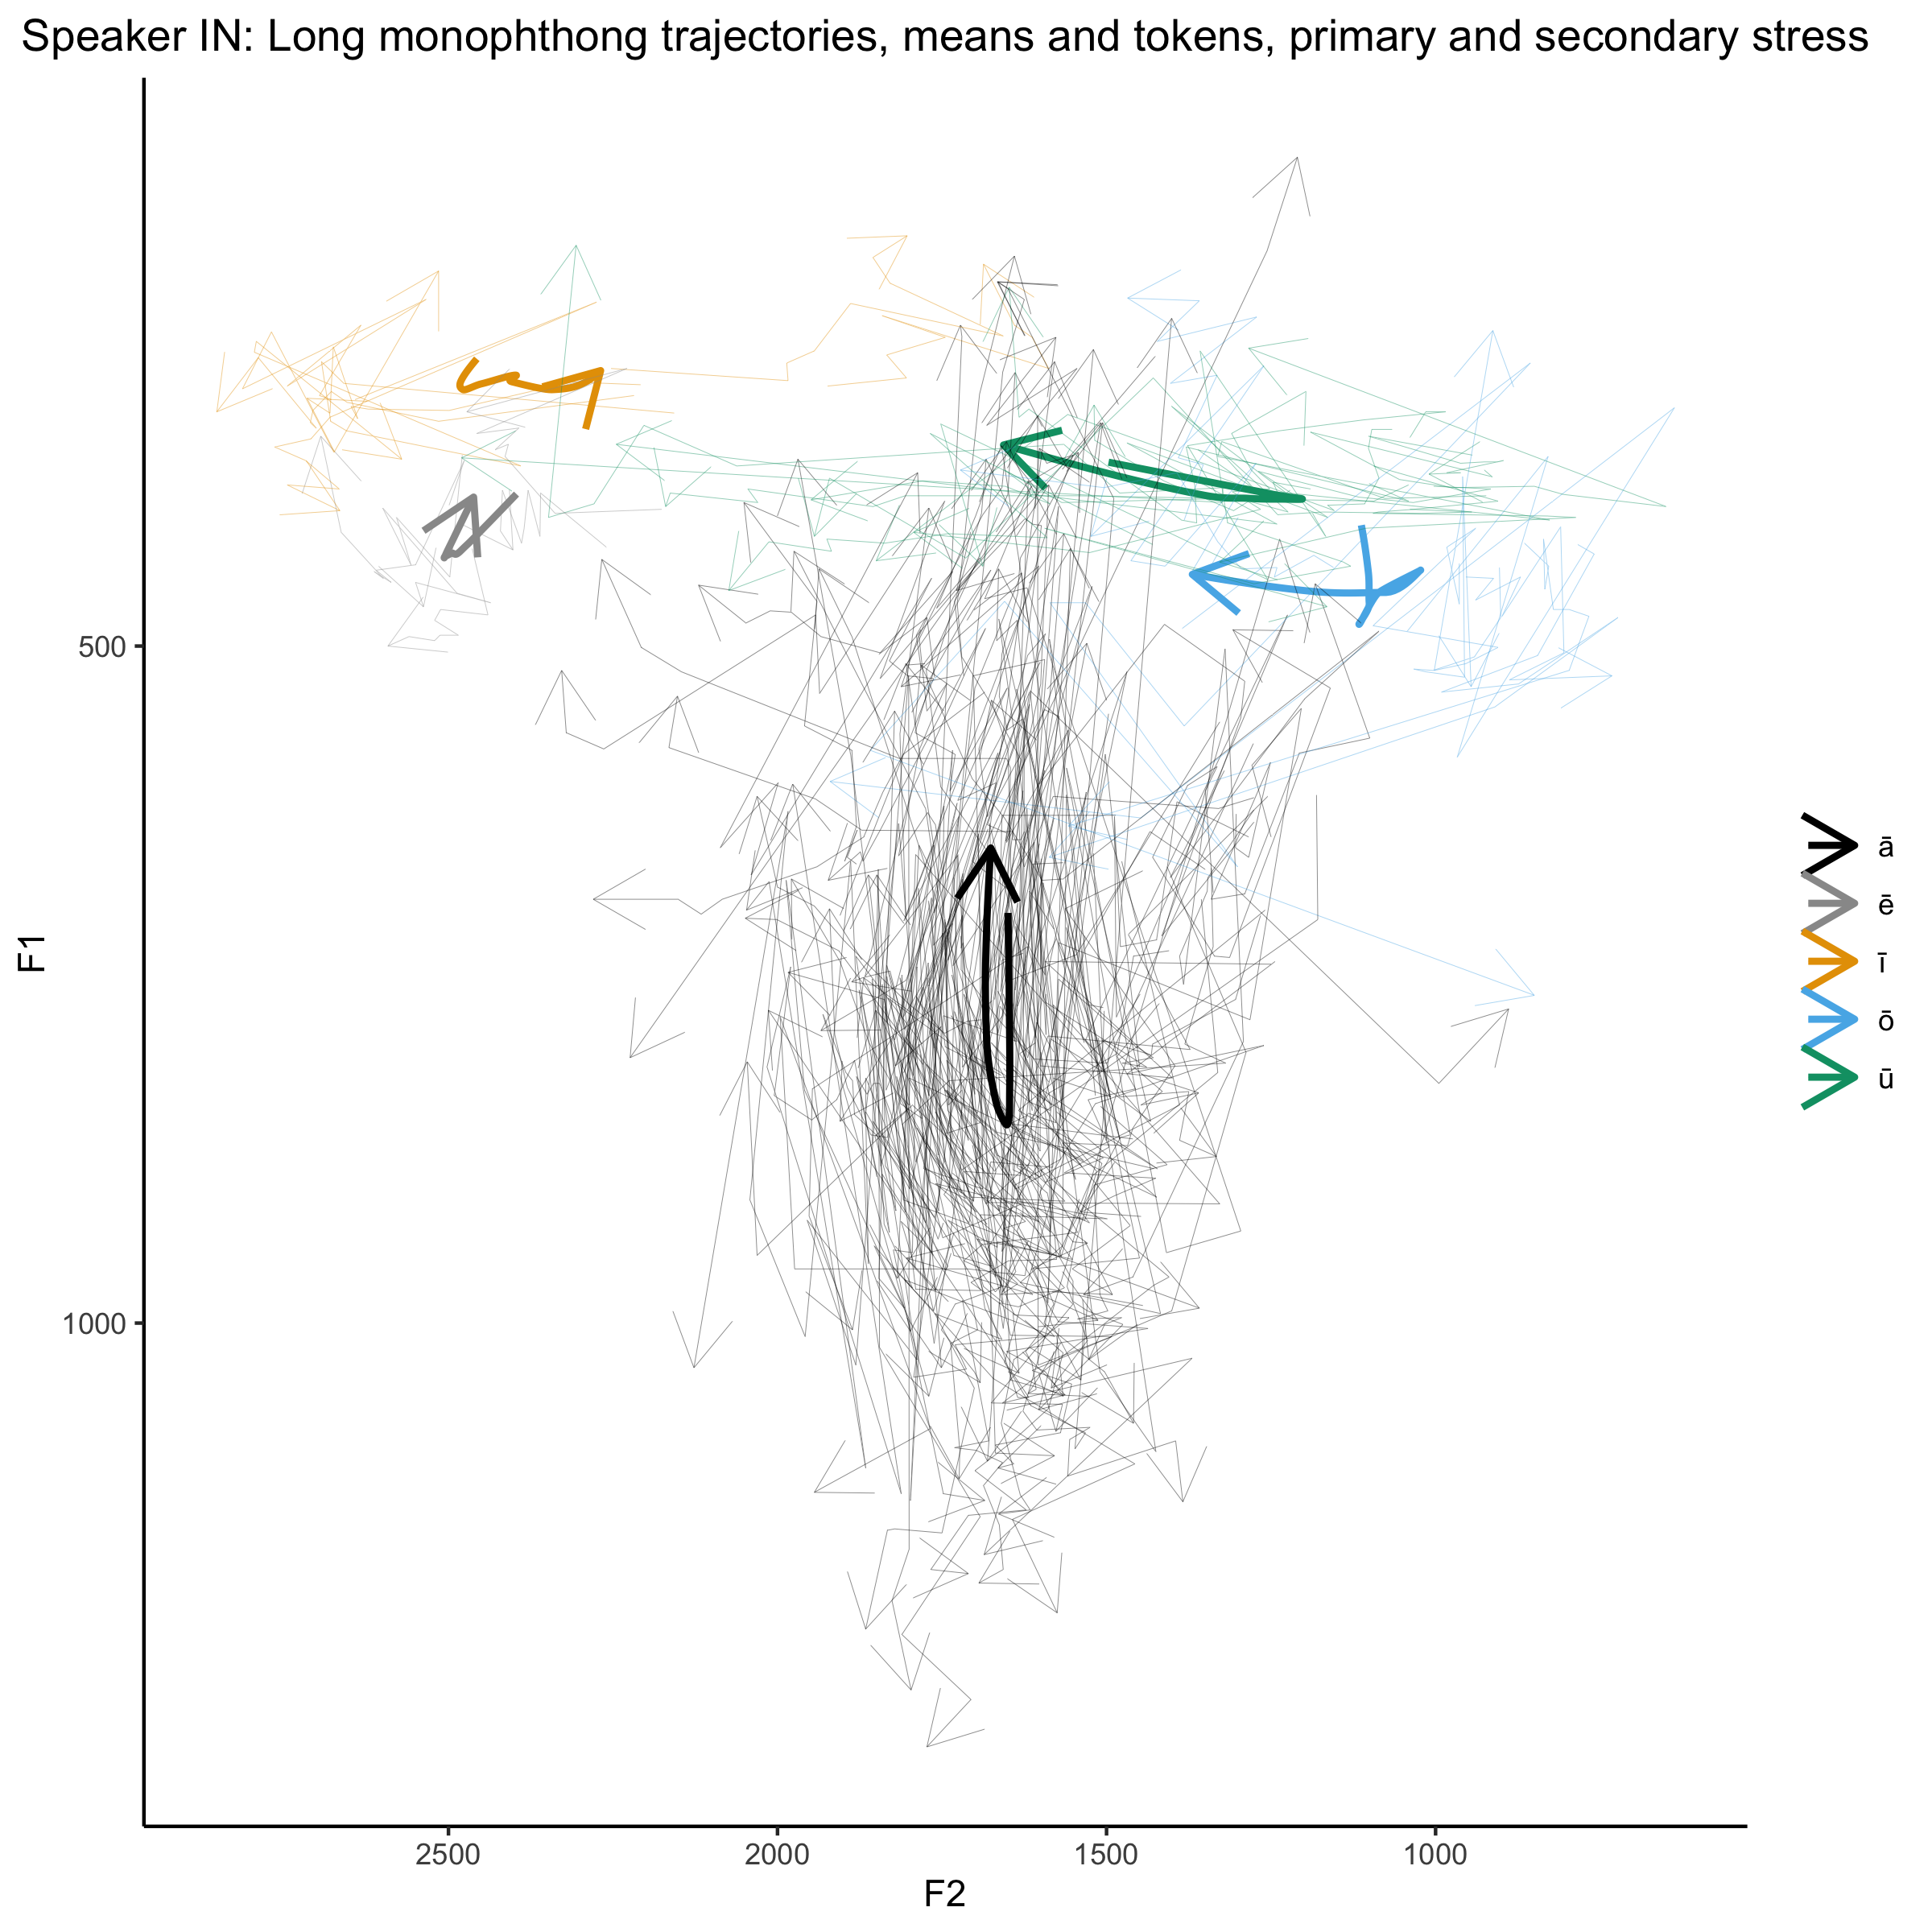 Speaker IN: Long monophthong trajectories, means and tokens, primary and secondary stress
F1
500
1000
2500
2000
1500
1000
F2
ā
ē
ī
ō
ū